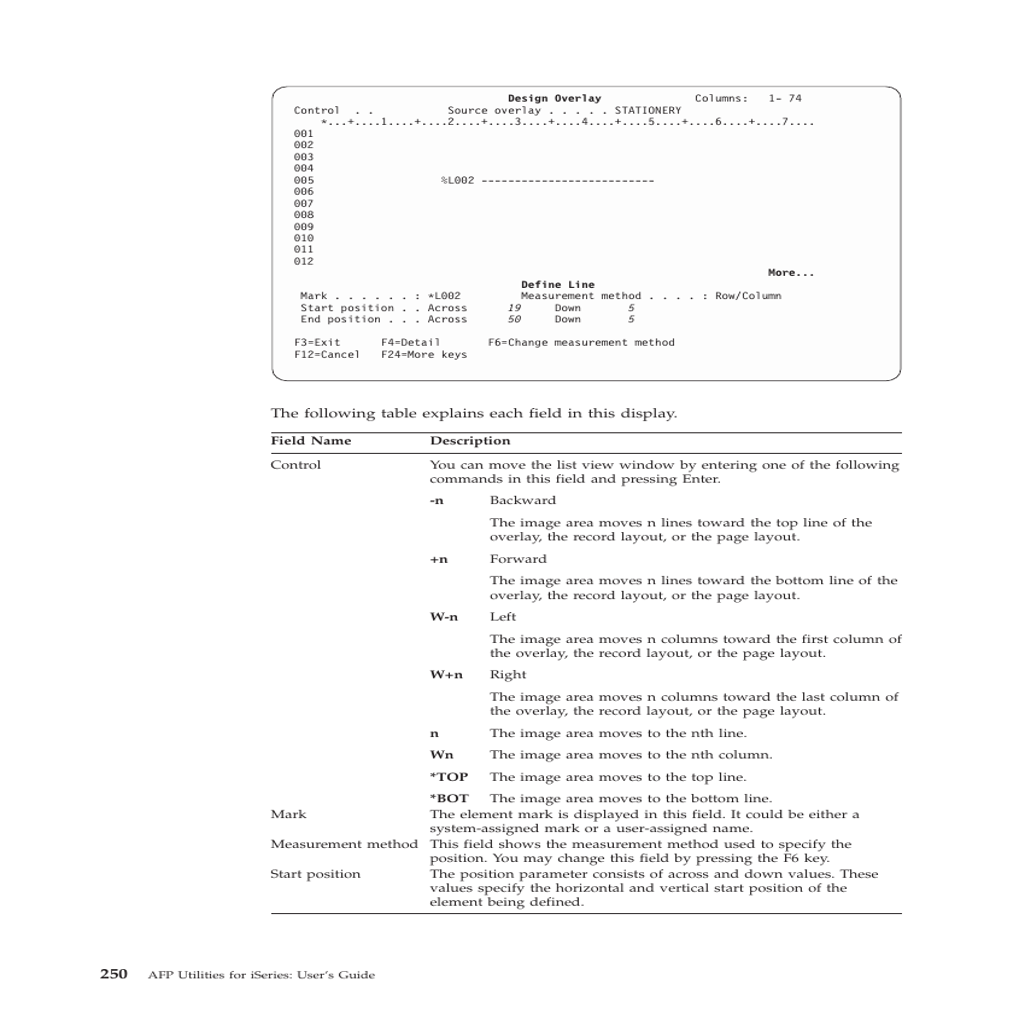 Design Overlay Columns: 1- 74
Control . . Source overlay . . . . . STATIONERY
*...+....1....+....2....+....3....+....4....+....5....+....6....+....7....
001
002
003
004
005 %L002 --------------------------
006
007
008
009
010
011
012
More...
Define Line
Mark . . . . . . : *L002 Measurement method . . . . : Row/Column
Start position . . Across 19 Down 5
End position . . . Across 50 Down 5
F3=Exit F4=Detail F6=Change measurement method
F12=Cancel F24=More keys
The following table explains each field in this display.
Field Name Description
Control You can move the list view window by entering one of the following
commands in this field and pressing Enter.
-n Backward
The image area moves n lines toward the top line of the
overlay, the record layout, or the page layout.
+n Forward
The image area moves n lines toward the bottom line of the
overlay, the record layout, or the page layout.
W-n Left
The image area moves n columns toward the first column of
the overlay, the record layout, or the page layout.
W+n Right
The image area moves n columns toward the last column of
the overlay, the record layout, or the page layout.
n The image area moves to the nth line.
Wn The image area moves to the nth column.
*TOP The image area moves to the top line.
*BOT The image area moves to the bottom line.
Mark The element mark is displayed in this field. It could be either a
system-assigned mark or a user-assigned name.
Measurement method This field shows the measurement method used to specify the
position. You may change this field by pressing the F6 key.
Start position The position parameter consists of across and down values. These
values specify the horizontal and vertical start position of the
element being defined.
250 AFP Utilities for iSeries: User's Guide